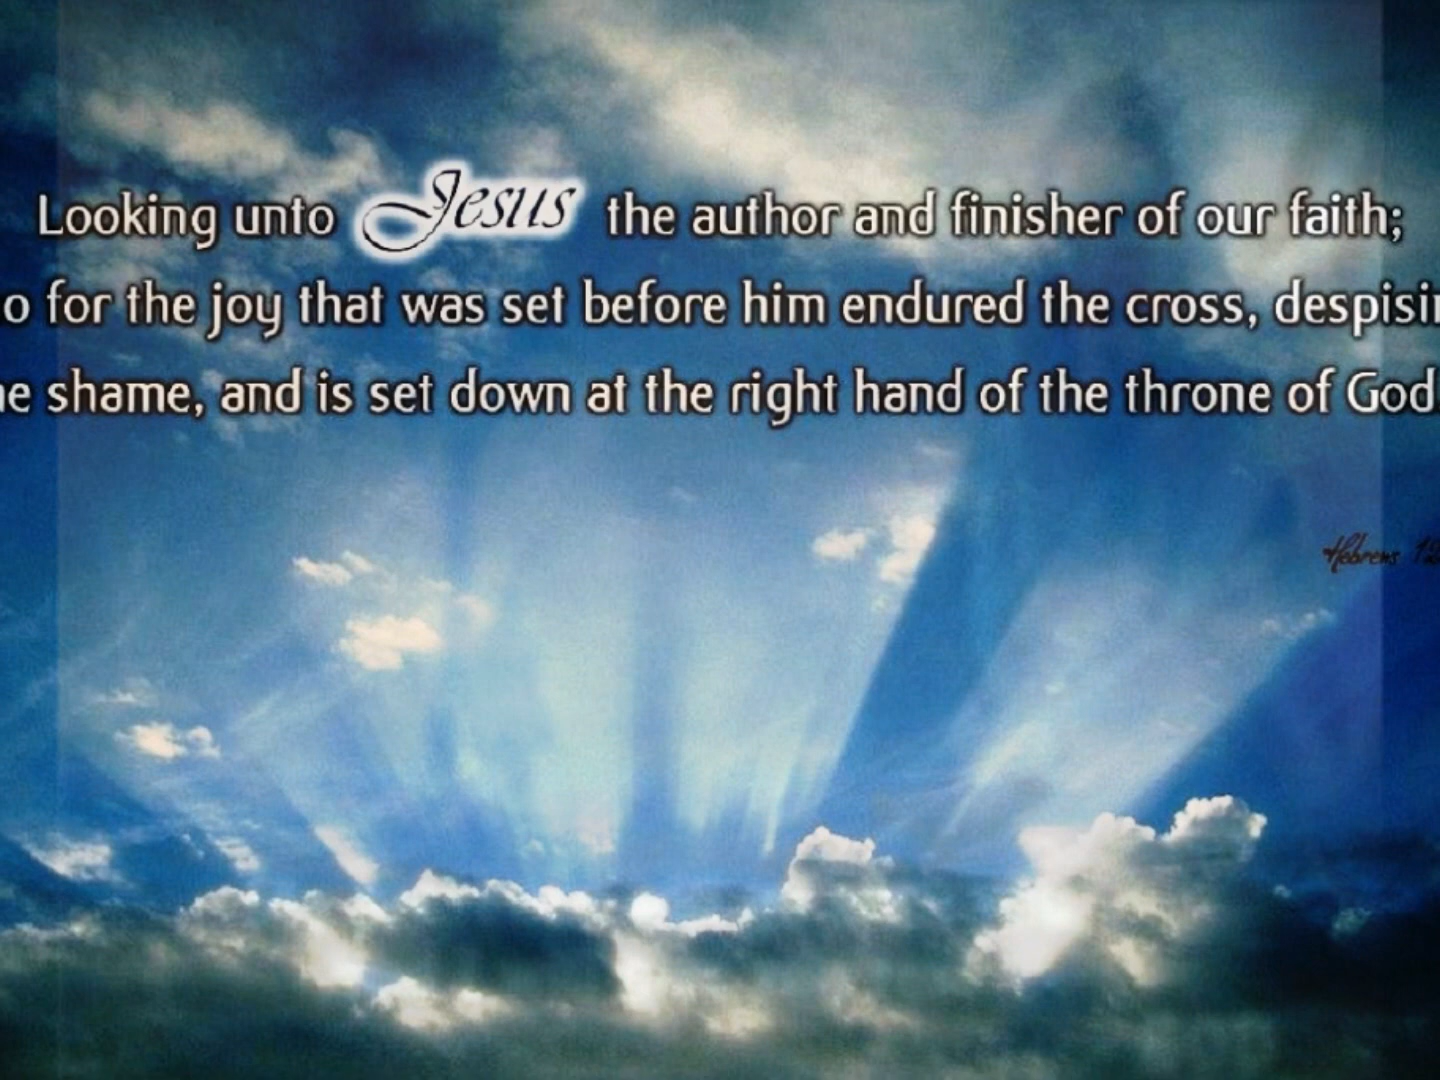 Looking unto Jesus the author and finisher of our faith;
o for the joy that was set before him endured the cross, despisin
e shame, and is set down at the right hand of the throne of God
Hebrews 12